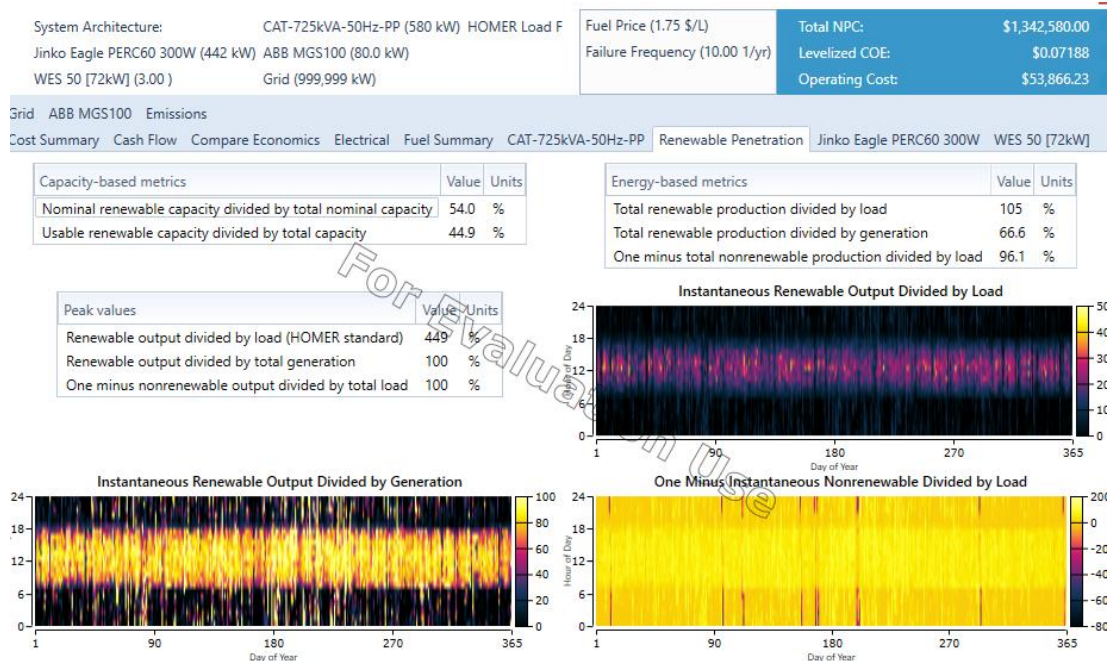 System Architecture: CAT-725kVA-50Hz-PP (580 kW) HOMER Load F
Jinko Eagle PERC60 300W (442 kW) ABB MGS100 (80.0 kW)
WES 50 [72kW] (3.00 ) Grid (999,999 kW)
Fuel Price (1.75 $/L)
Failure Frequency (10.00 1/yr)
Total NPC: $1,342,580.00
Levelized COE: $0.07188
Operating Cost: $53,866.23
Grid ABB MGS100 Emissions
Cost Summary Cash Flow Compare Economics Electrical Fuel Summary CAT-725kVA-50Hz-PP Renewable Penetration Jinko Eagle PERC60 300W WES 50 [72kW]
Capacity-based metrics Value Units
Nominal renewable capacity divided by total nominal capacity 54.0 %
Usable renewable capacity divided by total capacity 44.9 %
Energy-based metrics Value Units
Total renewable production divided by load 105 %
Total renewable production divided by generation 66.6 %
One minus total nonrenewable production divided by load 96.1 %
Peak values Value Units
Renewable output divided by load (HOMER standard) 449 %
Renewable output divided by total generation 100 %
One minus nonrenewable output divided by total load 100 %
For Evaluation Use
Instantaneous Renewable Output Divided by Load
24
18
12
6
0
Hour of Day
1 90 180 270 365
Day of Year
Instantaneous Renewable Output Divided by Generation
24
18
12
6
0
1 90 180 270 365
Day of Year
100
80
60
40
20
0
One Minus Instantaneous Nonrenewable Divided by Load
24
18
12
6
0
Hour of Day
1 90 180 270 365
Day of Year